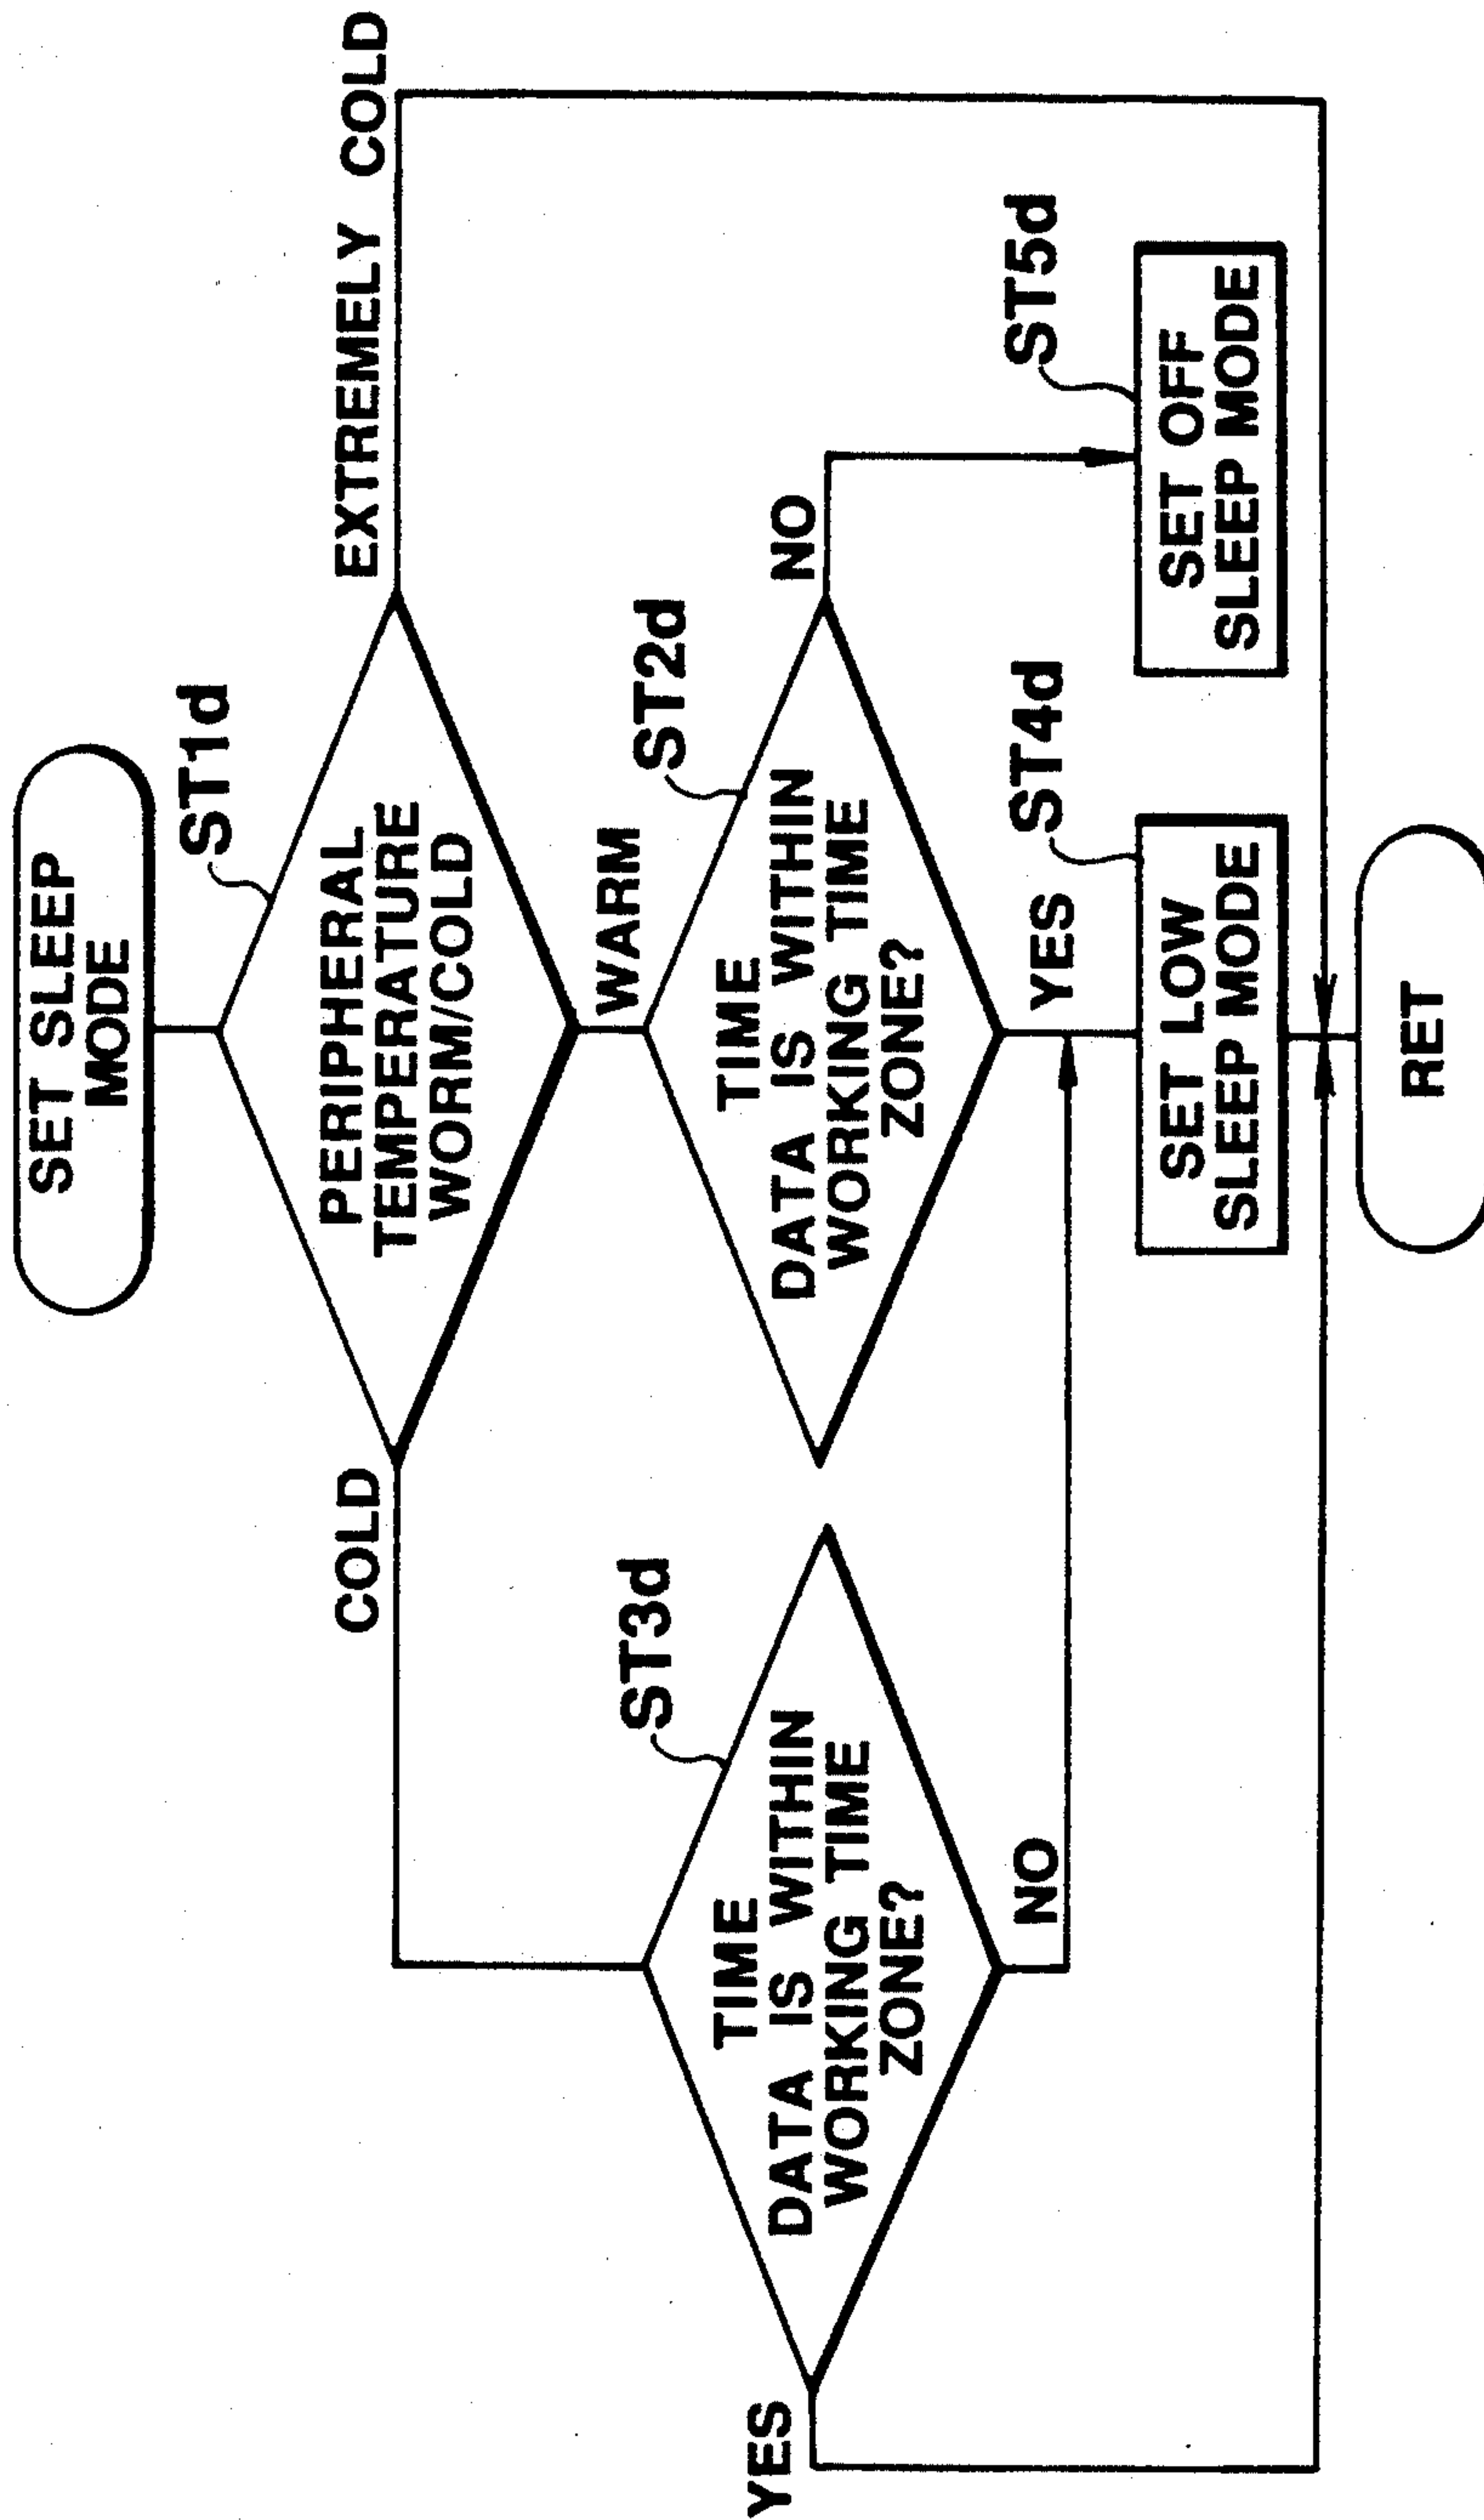 SET SLEEP
MODE
ST1d
PERIPHERAL
TEMPERATURE
WORM/COLD
COLD
EXTREMELY COLD
WARM
ST3d
TIME
DATA IS WITHIN
WORKING TIME
ZONE?
YES
NO
ST2d
TIME
DATA IS WITHIN
WORKING TIME
ZONE?
NO
YES
ST4d
SET LOW
SLEEP MODE
ST5d
SET OFF
SLEEP MODE
RET